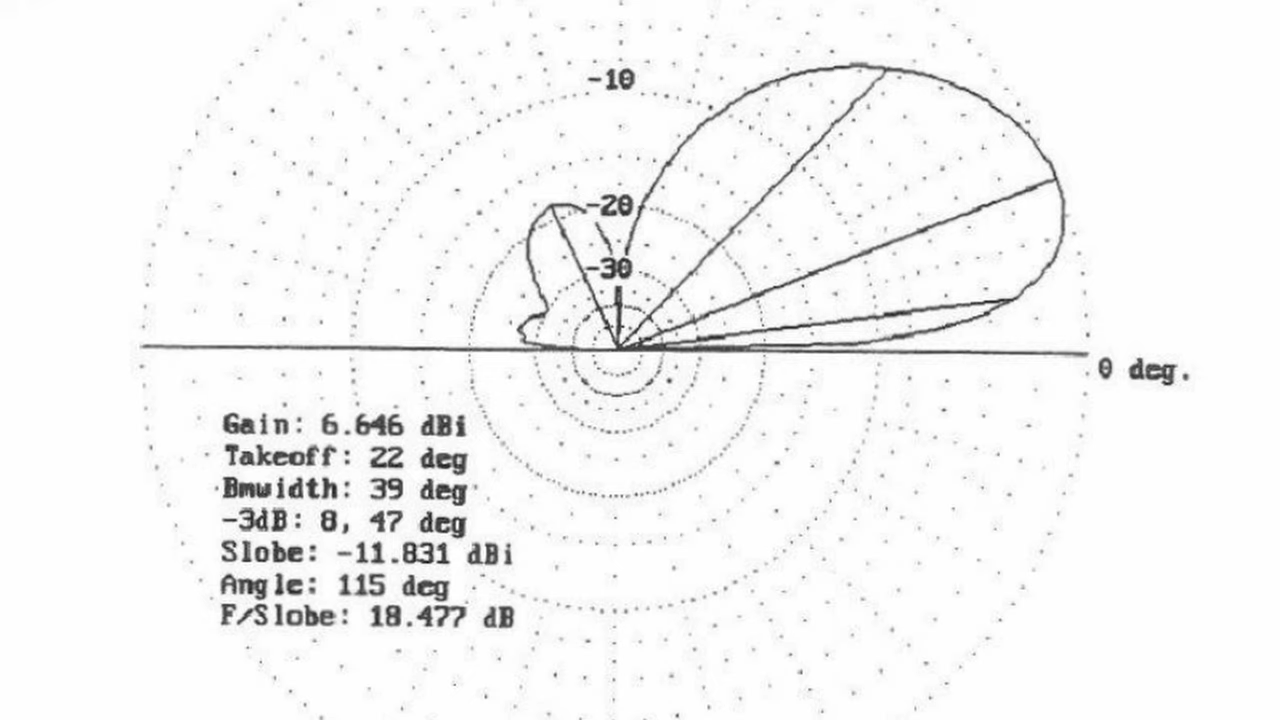 -10
-20
-30
0 deg.
Gain: 6.646 dBi
Takeoff: 22 deg
Bmwidth: 39 deg
-3dB: 8, 47 deg
Slobe: -11.831 dBi
Angle: 115 deg
F/Slobe: 18.477 dB